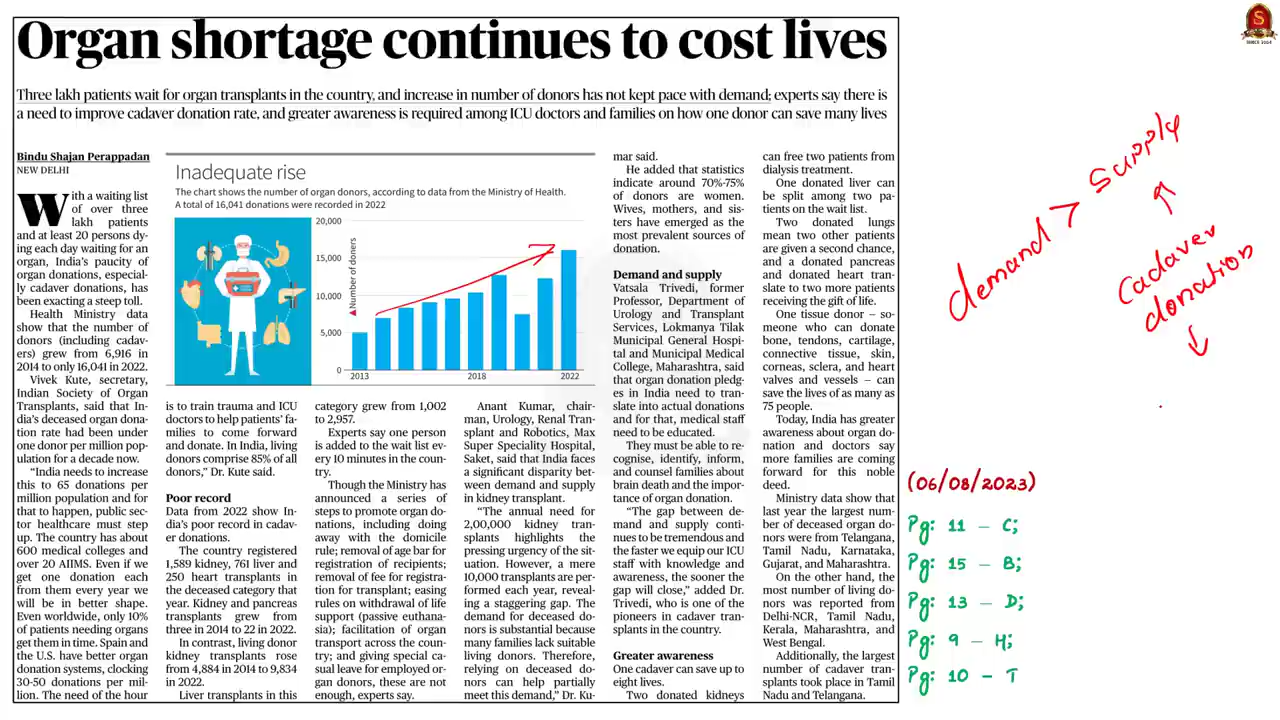 Organ shortage continues to cost lives
Three lakh patients wait for organ transplants in the country, and increase in number of donors has not kept pace with demand; experts say there is
a need to improve cadaver donation rate, and greater awareness is required among ICU doctors and families on how one donor can save many lives
Bindu Shajan Perappadan
NEW DELHI
With a waiting list
of over three
lakh patients
and at least 20 persons dy-
ing each day waiting for an
organ, India's paucity of
organ donations, especial-
ly cadaver donations, has
been exacting a steep toll.
Health Ministry data
show that the number of
donors (including cadav-
ers) grew from 6,916 in
2014 to only 16,041 in 2022.
Vivek Kute, secretary,
Indian Society of Organ
Transplants, said that In-
dia's deceased organ dona-
tion rate had been under
one donor per million pop-
ulation for a decade now.
"India needs to increase
this to 65 donations per
million population and for
that to happen, public sec-
tor healthcare must step
up. The country has about
600 medical colleges and
over 20 AIIMS. Even if we
get one donation each
from them every year we
will be in better shape.
Even worldwide, only 10%
of patients needing organs
get them in time. Spain and
the U.S. have better organ
donation systems, clocking
30-50 donations per mil-
lion. The need of the hour
Inadequate rise
The chart shows the number of organ donors, according to data from the Ministry of Health.
A total of 16,041 donations were recorded in 2022
20,000
15,000
10,000
5,000
0
Number of doners
2013
2018
2022
is to train trauma and ICU
doctors to help patients' fa-
milies to come forward
and donate. In India, living
donors comprise 85% of all
donors," Dr. Kute said.
Poor record
Data from 2022 show In-
dia's poor record in cadav-
er donations.
The country registered
1,589 kidney, 761 liver and
250 heart transplants in
the deceased category that
year. Kidney and pancreas
transplants grew from
three in 2014 to 22 in 2022.
In contrast, living donor
kidney transplants rose
from 4,884 in 2014 to 9,834
in 2022.
Liver transplants in this
category grew from 1,002
to 2,957.
Experts say one person
is added to the wait list ev-
ery 10 minutes in the coun-
try.
Though the Ministry has
announced a series of
steps to promote organ do-
nations, including doing
away with the domicile
rule; removal of age bar for
registration of recipients;
removal of fee for registra-
tion for transplant; easing
rules on withdrawal of life
support (passive euthana-
sia); facilitation of organ
transport across the coun-
try; and giving special ca-
sual leave for employed or-
gan donors, these are not
enough, experts say.
Anant Kumar, chair-
man, Urology, Renal Tran-
splant and Robotics, Max
Super Speciality Hospital,
Saket, said that India faces
a significant disparity bet-
ween demand and supply
in kidney transplant.
"The annual need for
2,00,000 kidney tran-
splants highlights the
pressing urgency of the sit-
uation. However, a mere
10,000 transplants are per-
formed each year, reveal-
ing a staggering gap. The
demand for deceased do-
nors is substantial because
many families lack suitable
living donors. Therefore,
relying on deceased do-
nors can help partially
meet this demand," Dr. Ku-
mar said.
He added that statistics
indicate around 70%-75%
of donors are women.
Wives, mothers, and sis-
ters have emerged as the
most prevalent sources of
donation.
Demand and supply
Vatsala Trivedi, former
Professor, Department of
Urology and Transplant
Services, Lokmanya Tilak
Municipal General Hospi-
tal and Municipal Medical
College, Maharashtra, said
that organ donation pledg-
es in India need to tran-
slate into actual donations
and for that, medical staff
need to be educated.
They must be able to re-
cognise, identify, inform,
and counsel families about
brain death and the impor-
tance of organ donation.
"The gap between de-
mand and supply conti-
nues to be tremendous and
the faster we equip our ICU
staff with knowledge and
awareness, the sooner the
gap will close," added Dr.
Trivedi, who is one of the
pioneers in cadaver tran-
splants in the country.
Greater awareness
One cadaver can save up to
eight lives.
Two donated kidneys
can free two patients from
dialysis treatment.
One donated liver can
be split among two pa-
tients on the wait list.
Two donated lungs
mean two other patients
are given a second chance,
and a donated pancreas
and donated heart tran-
slate to two more patients
receiving the gift of life.
One tissue donor – so-
meone who can donate
bone, tendons, cartilage,
connective tissue, skin,
corneas, sclera, and heart
valves and vessels – can
save the lives of as many as
75 people.
Today, India has greater
awareness about organ do-
nation and doctors say
more families are coming
forward for this noble
deed.
Ministry data show that
last year the largest num-
ber of deceased organ do-
nors were from Telangana,
Tamil Nadu, Karnataka,
Gujarat, and Maharashtra.
On the other hand, the
most number of living do-
nors was reported from
Delhi-NCR, Tamil Nadu,
Kerala, Maharashtra, and
West Bengal.
Additionally, the largest
number of cadaver tran-
splants took place in Tamil
Nadu and Telangana.
demand > supply
cadaver
donation
(06/08/2023)
Pg: 11 – C;
Pg: 15 – B;
Pg: 13 – D;
Pg: 9 – H;
Pg: 10 – T
S
SINCE 2004